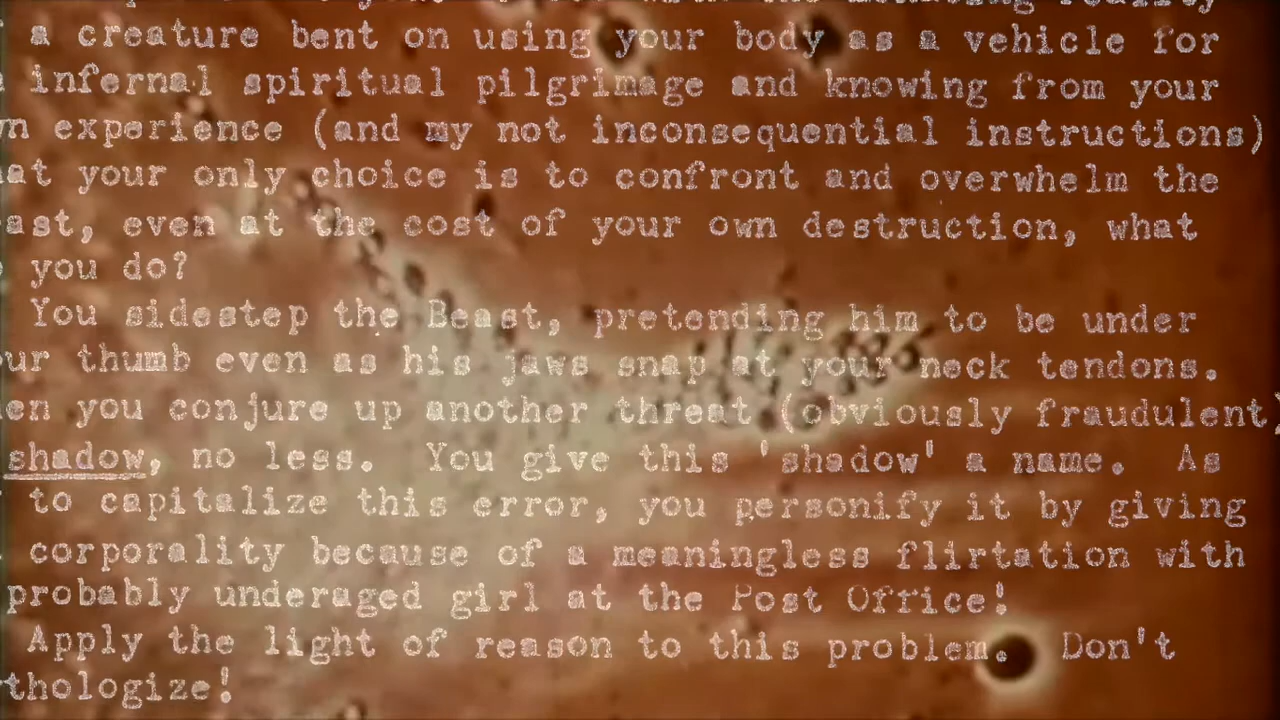 a creature bent on using your body as a vehicle for
infernal spiritual pilgrimage and knowing from your
n experience (and my not inconsequential instructions)
at your only choice is to confront and overwhelm the
ast, even at the cost of your own destruction, what
you do?
You sidestep the Beast, pretending him to be under
ur thumb even as his jaws snap at your neck tendons.
en you conjure up another threat (obviously fraudulent)
shadow, no less. You give this 'shadow' a name. As
to capitalize this error, you personify it by giving
corporality because of a meaningless flirtation with
probably underaged girl at the Post Office!
Apply the light of reason to this problem. Don't
thologize!